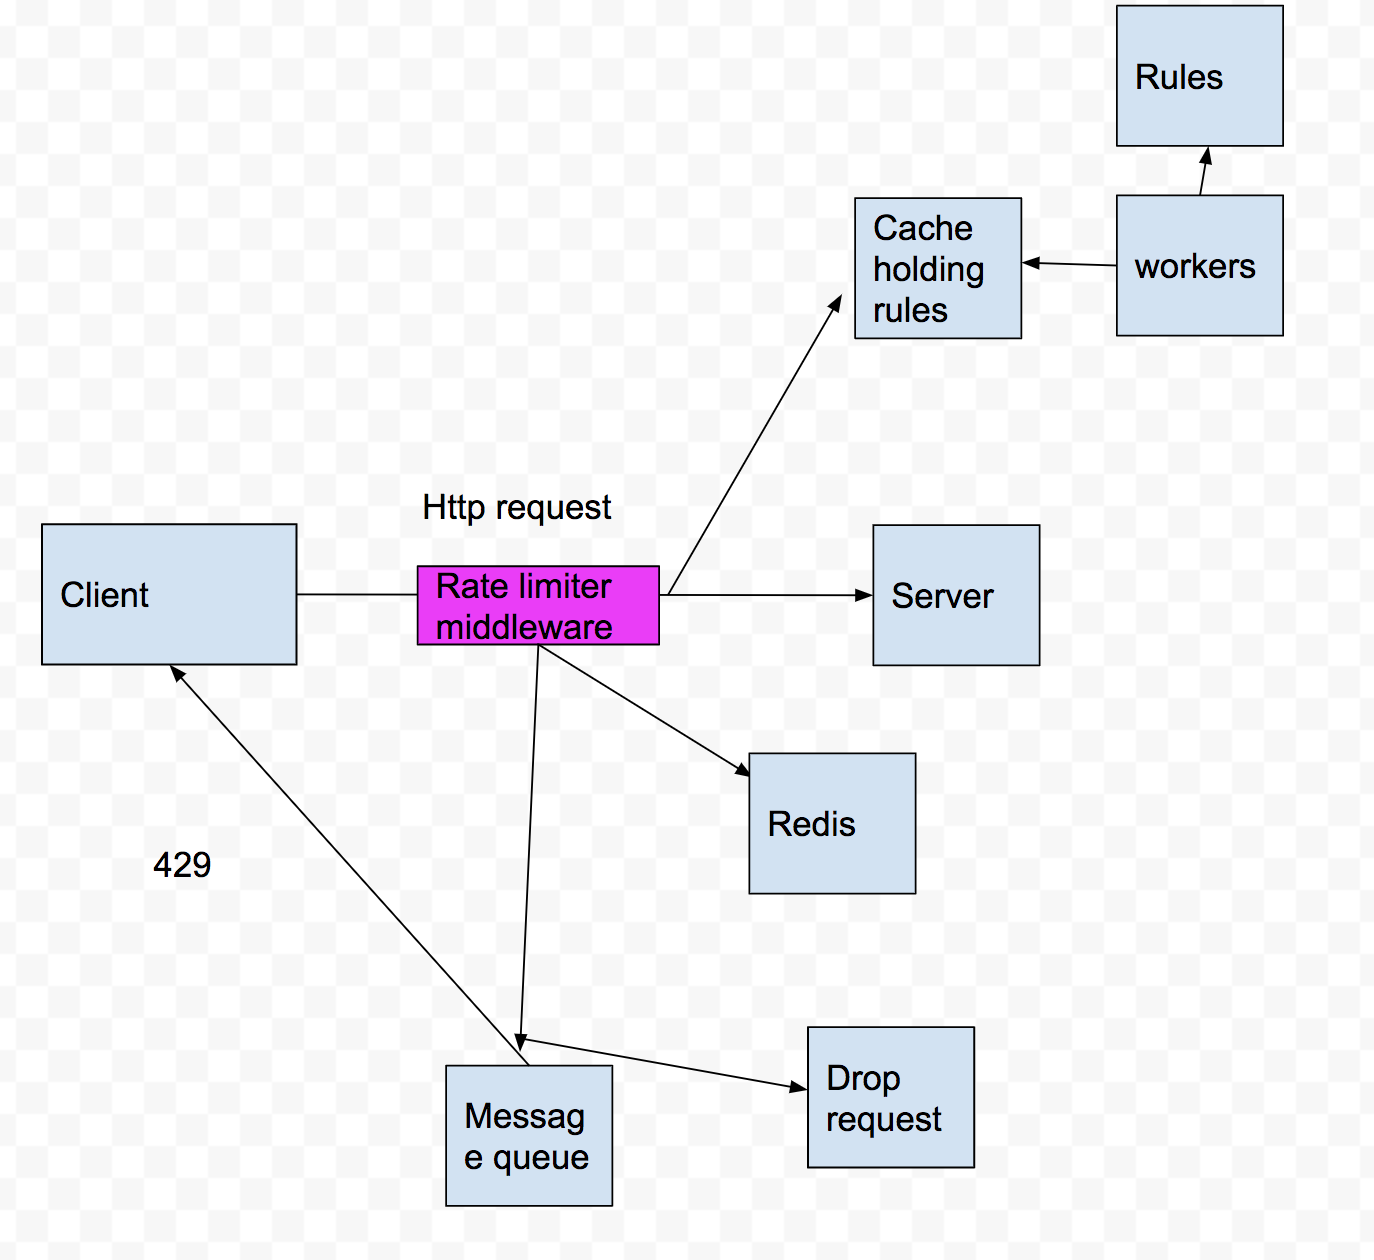 Rules
Cache
holding
rules
workers
Http request
Client
Rate limiter
middleware
Server
Redis
429
Drop
request
Messag
e queue